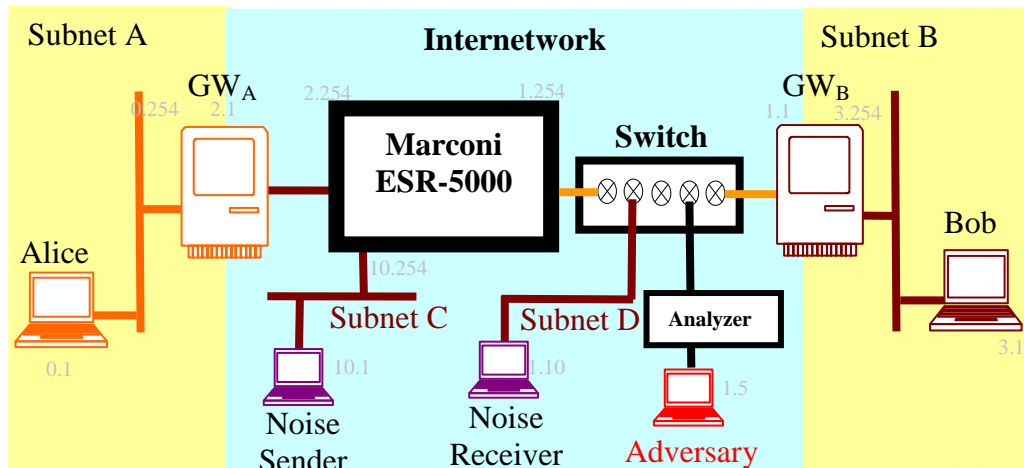 Subnet A
Internetwork
Subnet B
GWA
GWB
0.254
2.1
2.254
1.254
1.1
3.254
Marconi
ESR-5000
Switch
Alice
Bob
10.254
Subnet C
Subnet D
Analyzer
0.1
10.1
1.10
1.5
3.1
Noise
Sender
Noise
Receiver
Adversary